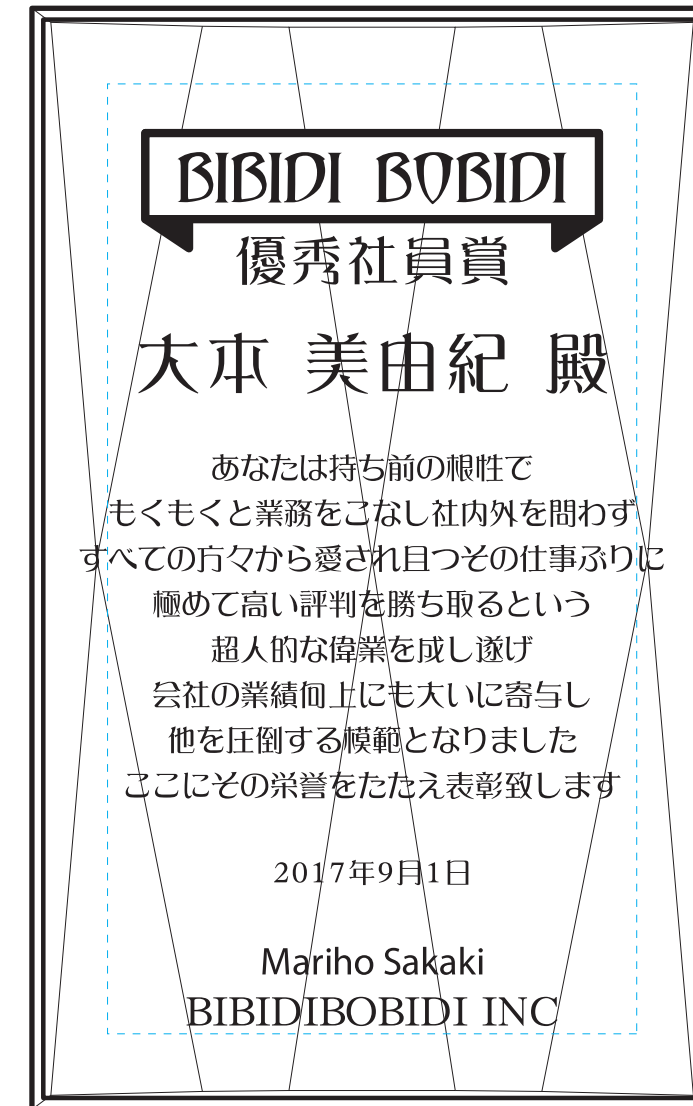 BIBIDI BOBIDI
優秀社員賞
大本 美由紀 殿
あなたは持ち前の根性で
もくもくと業務をこなし社内外を問わず
すべての方々から愛され且つその仕事ぶりに
極めて高い評判を勝ち取るという
超人的な偉業を成し遂げ
会社の業績向上にも大いに寄与し
他を圧倒する模範となりました
ここにその栄誉をたたえ表彰致します
2017年9月1日
Mariho Sakaki
BIBIDIBOBIDI INC